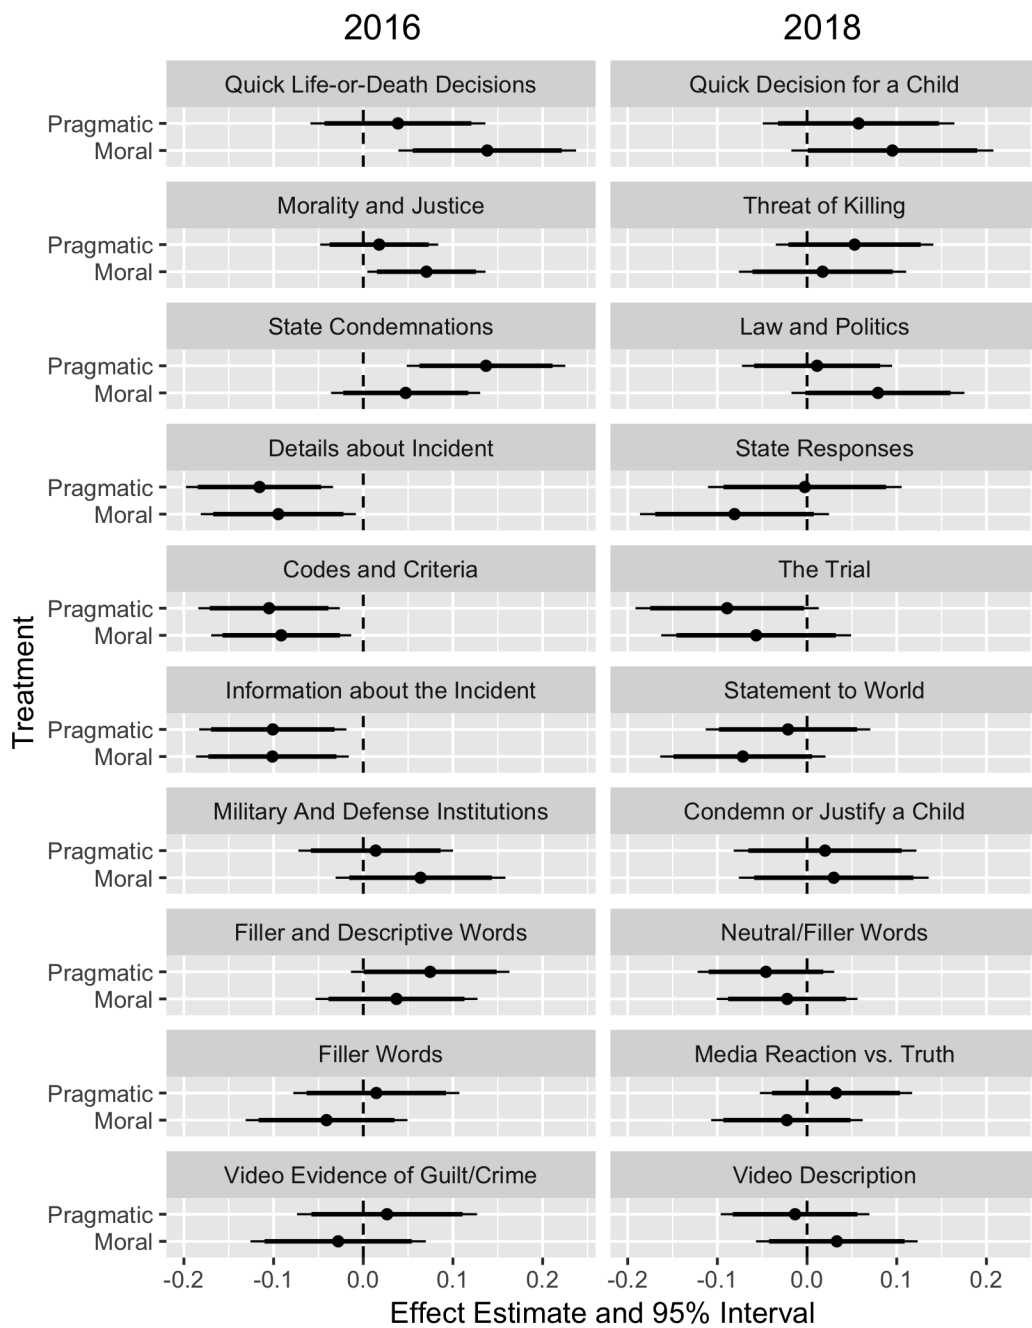 2016 2018
Quick Life-or-Death Decisions Quick Decision for a Child
Pragmatic
Moral
Morality and Justice Threat of Killing
Pragmatic
Moral
State Condemnations Law and Politics
Pragmatic
Moral
Details about Incident State Responses
Pragmatic
Moral
Codes and Criteria The Trial
Pragmatic
Moral
Treatment
Information about the Incident Statement to World
Pragmatic
Moral
Military And Defense Institutions Condemn or Justify a Child
Pragmatic
Moral
Filler and Descriptive Words Neutral/Filler Words
Pragmatic
Moral
Filler Words Media Reaction vs. Truth
Pragmatic
Moral
Video Evidence of Guilt/Crime Video Description
Pragmatic
Moral
-0.2 -0.1 0.0 0.1 0.2 -0.2 -0.1 0.0 0.1 0.2
Effect Estimate and 95% Interval